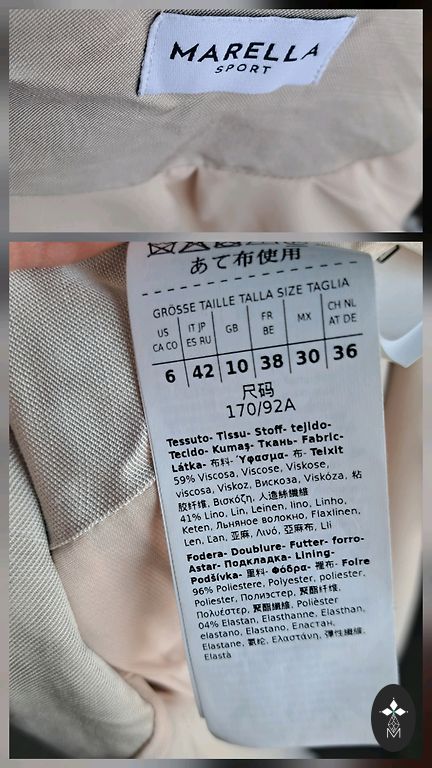 MARELLA
SPORT
あて布使用
GRÖSSE TAILLE TALLA SIZE TAGLIA
US CA CO IT JP ES RU GB FR BE MX CH NL AT DE
6 42 10 38 30 36
尺码
170/92A
Tessuto- Tissu- Stoff- tejido-
Tecido- Kumaş- Ткань- Fabric-
Látka- 布料- Ύφασμα- 布- Teixit
59% Viscosa, Viscose, Viskose,
viscosa, Viskoz, Вискоза, Viskóza, 粘
胶纤维, Βισκόζη, 人造絲纖維
41% Lino, Lin, Leinen, lino, Linho,
Keten, Льняное волокно, Flaxlinen,
Len, Lan, 亚麻, Λινό, 亞麻布, Lli
Fodera- Doublure- Futter- forro-
Astar- Подкладка- Lining-
Podšívka- 里料- Φόδρα- 裡布- Folre
96% Poliestere, Polyester, poliester,
Poliester, Полиэстер, 聚酯纤维,
Πολυέστερ, 聚酯纖維, Polièster
04% Elastan, Elasthanne, Elasthan,
elastano, Elastano, Еластан,
Elastane, 氨纶, Ελαστάνη, 彈性纖維,
Elastà
M